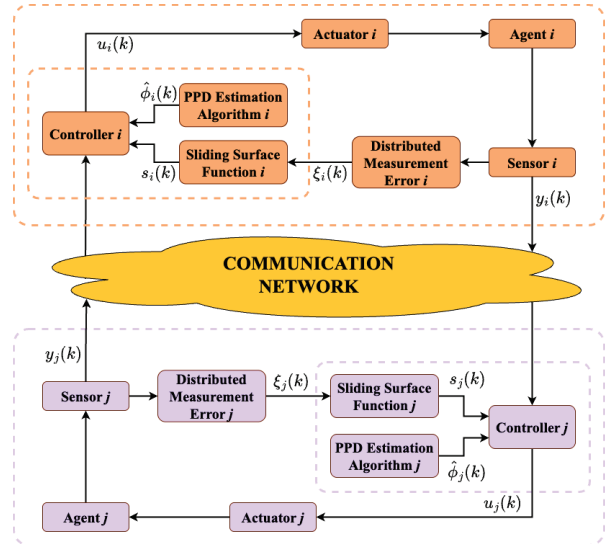 u_i(k)
Actuator i
Agent i
\hat{ϕ}_i(k)
PPD Estimation
Algorithm i
Controller i
s_i(k)
Sliding Surface
Function i
ξ_i(k)
Distributed
Measurement
Error i
Sensor i
y_i(k)
COMMUNICATION
NETWORK
y_j(k)
Sensor j
Distributed
Measurement
Error j
ξ_j(k)
Sliding Surface
Function j
s_j(k)
Controller j
PPD Estimation
Algorithm j
\hat{ϕ}_j(k)
u_j(k)
Agent j
Actuator j